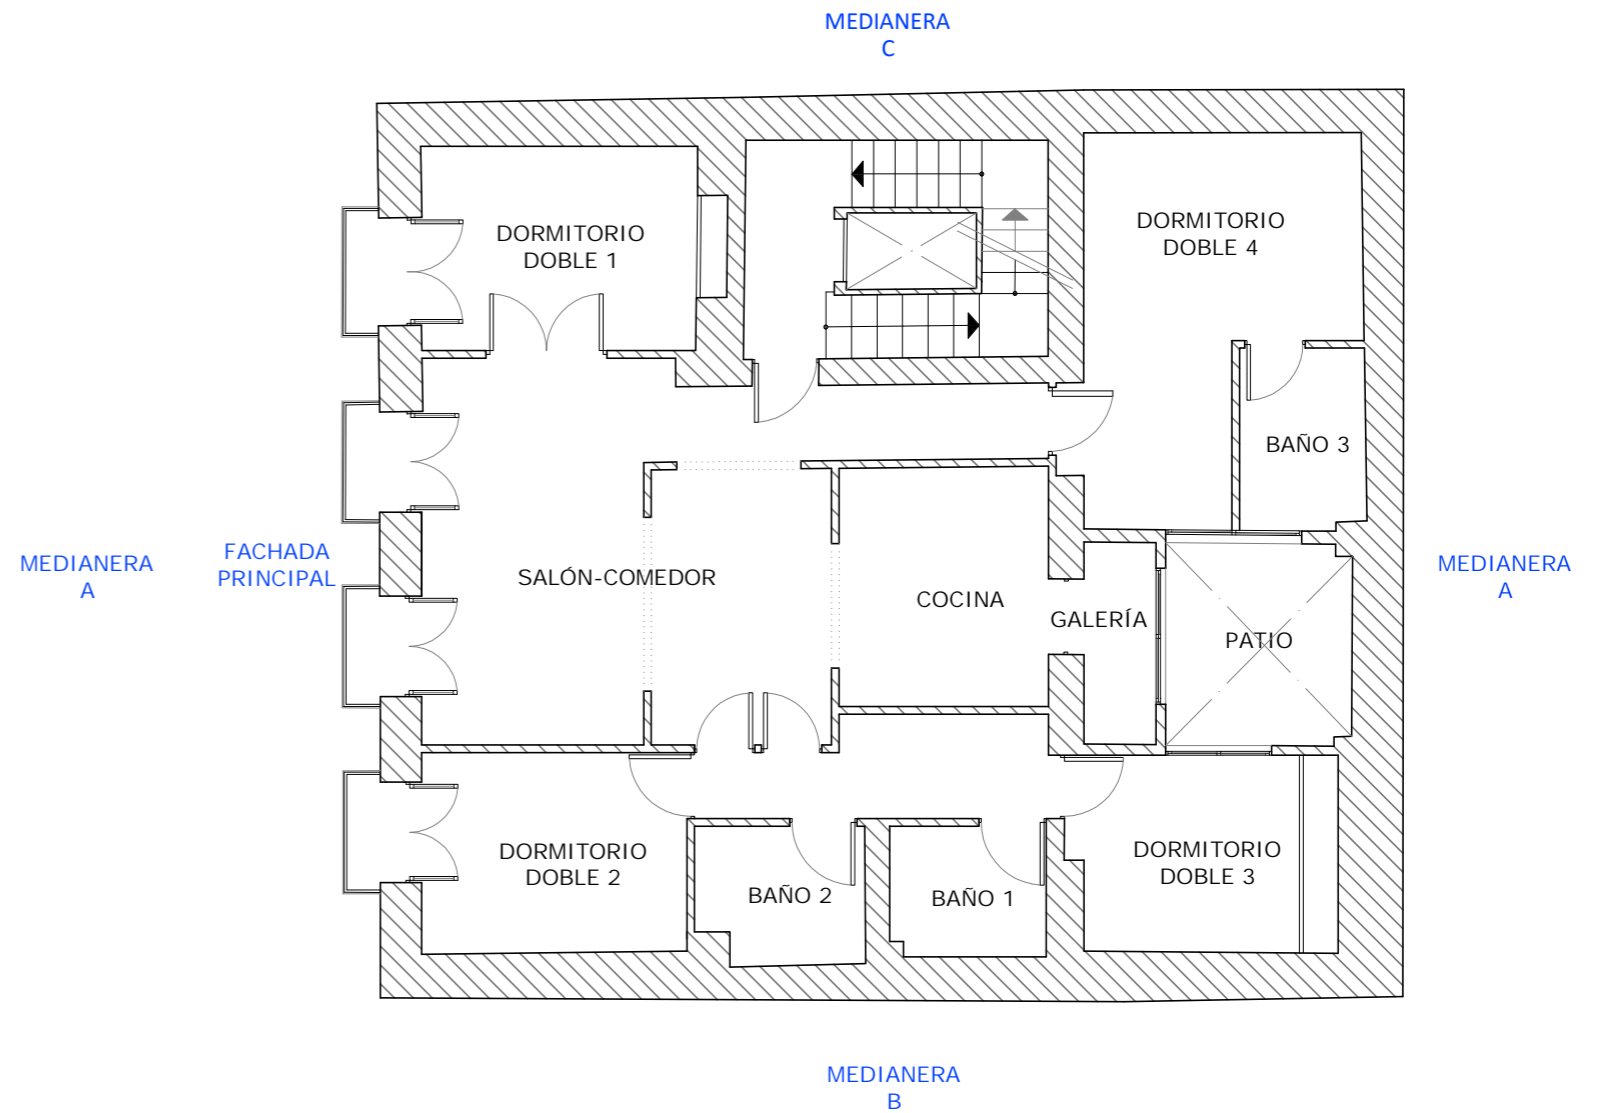 MEDIANERA
C
DORMITORIO
DOBLE 1
DORMITORIO
DOBLE 4
BAÑO 3
MEDIANERA
A
FACHADA
PRINCIPAL
SALÓN-COMEDOR
COCINA
GALERÍA
PATIO
MEDIANERA
A
DORMITORIO
DOBLE 2
BAÑO 2
BAÑO 1
DORMITORIO
DOBLE 3
MEDIANERA
B